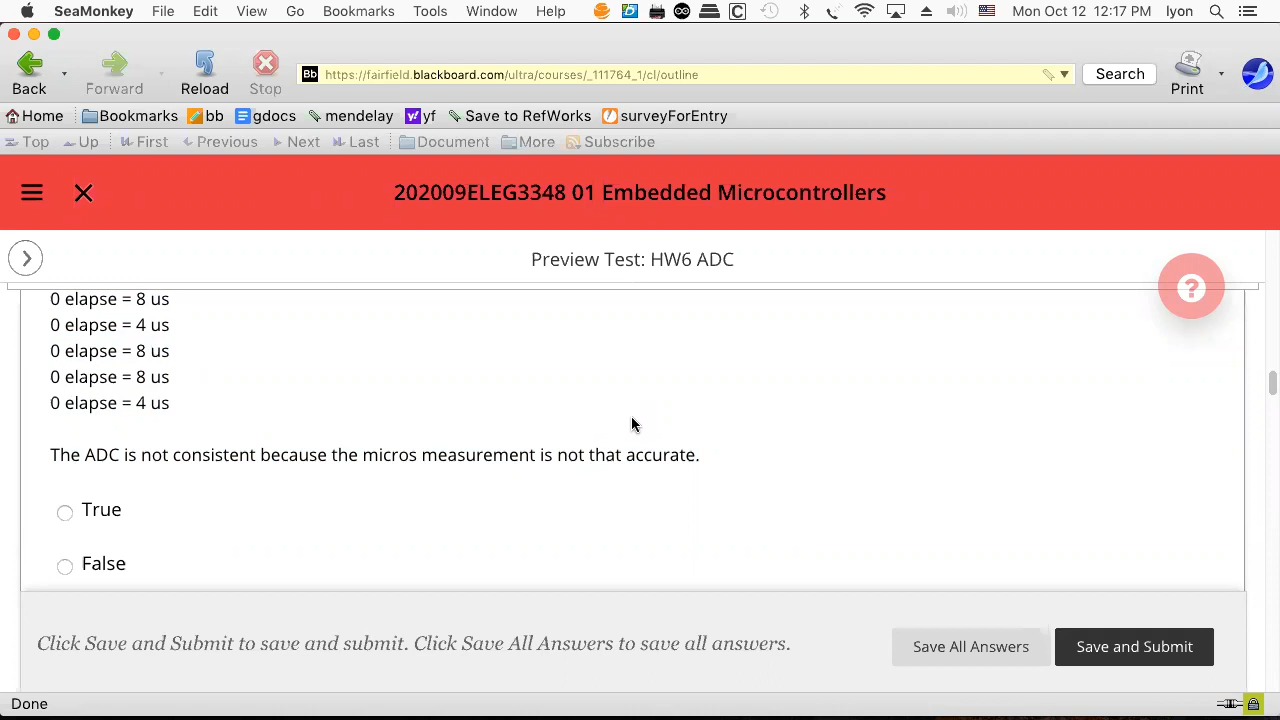 SeaMonkey File Edit View Go Bookmarks Tools Window Help Mon Oct 12 12:17 PM lyon
Back Forward Reload Stop Bb https://fairfield.blackboard.com/ultra/courses/_111764_1/cl/outline Search Print
Home Bookmarks bb gdocs mendelay y! yf Save to RefWorks surveyForEntry
Top Up First Previous Next Last Document More Subscribe
202009ELEG3348 01 Embedded Microcontrollers
Preview Test: HW6 ADC
?
0 elapse = 8 us
0 elapse = 4 us
0 elapse = 8 us
0 elapse = 8 us
0 elapse = 4 us
The ADC is not consistent because the micros measurement is not that accurate.
True
False
Click Save and Submit to save and submit. Click Save All Answers to save all answers.
Save All Answers
Save and Submit
Done